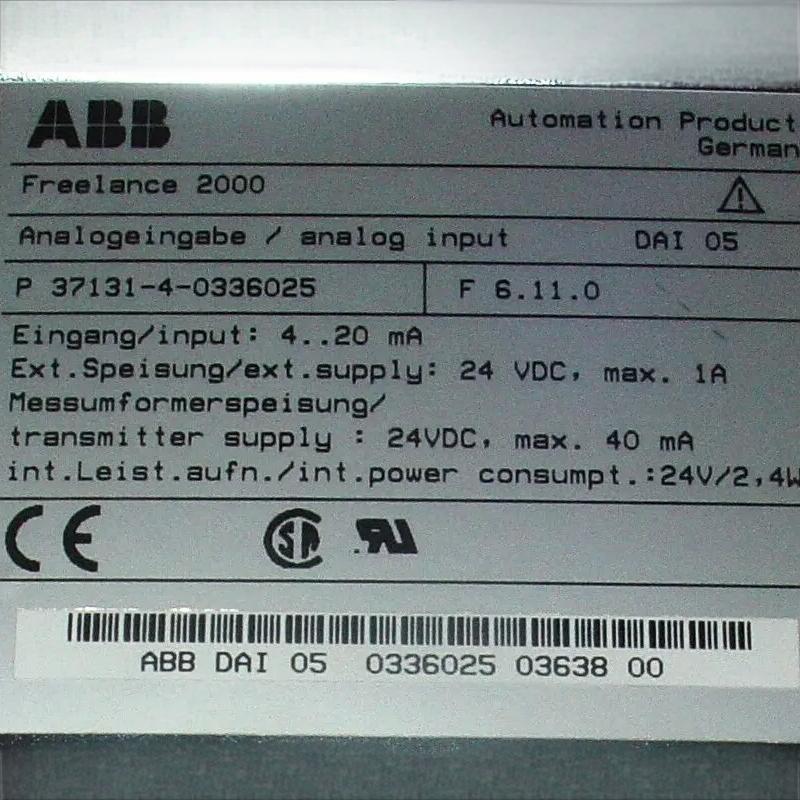 ABB
Automation Product
German
Freelance 2000
Analogeingabe / analog input DAI 05
P 37131-4-0336025 F 6.11.0
Eingang/input: 4..20 mA
Ext.Speisung/ext.supply: 24 VDC, max. 1A
Messumformerspeisung/
transmitter supply : 24VDC, max. 40 mA
int.Leist.aufn./int.power consumpt.:24V/2,4W
CE SA RU
ABB DAI 05 0336025 03638 00